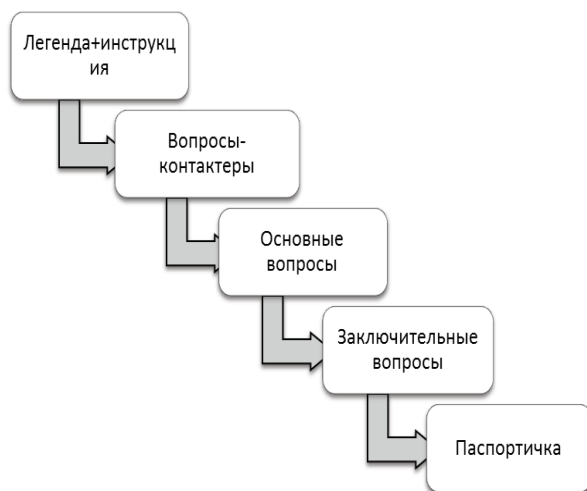 Легенда+инструкц
ия
Вопросы-
контактеры
Основные
вопросы
Заключительные
вопросы
Паспортичка